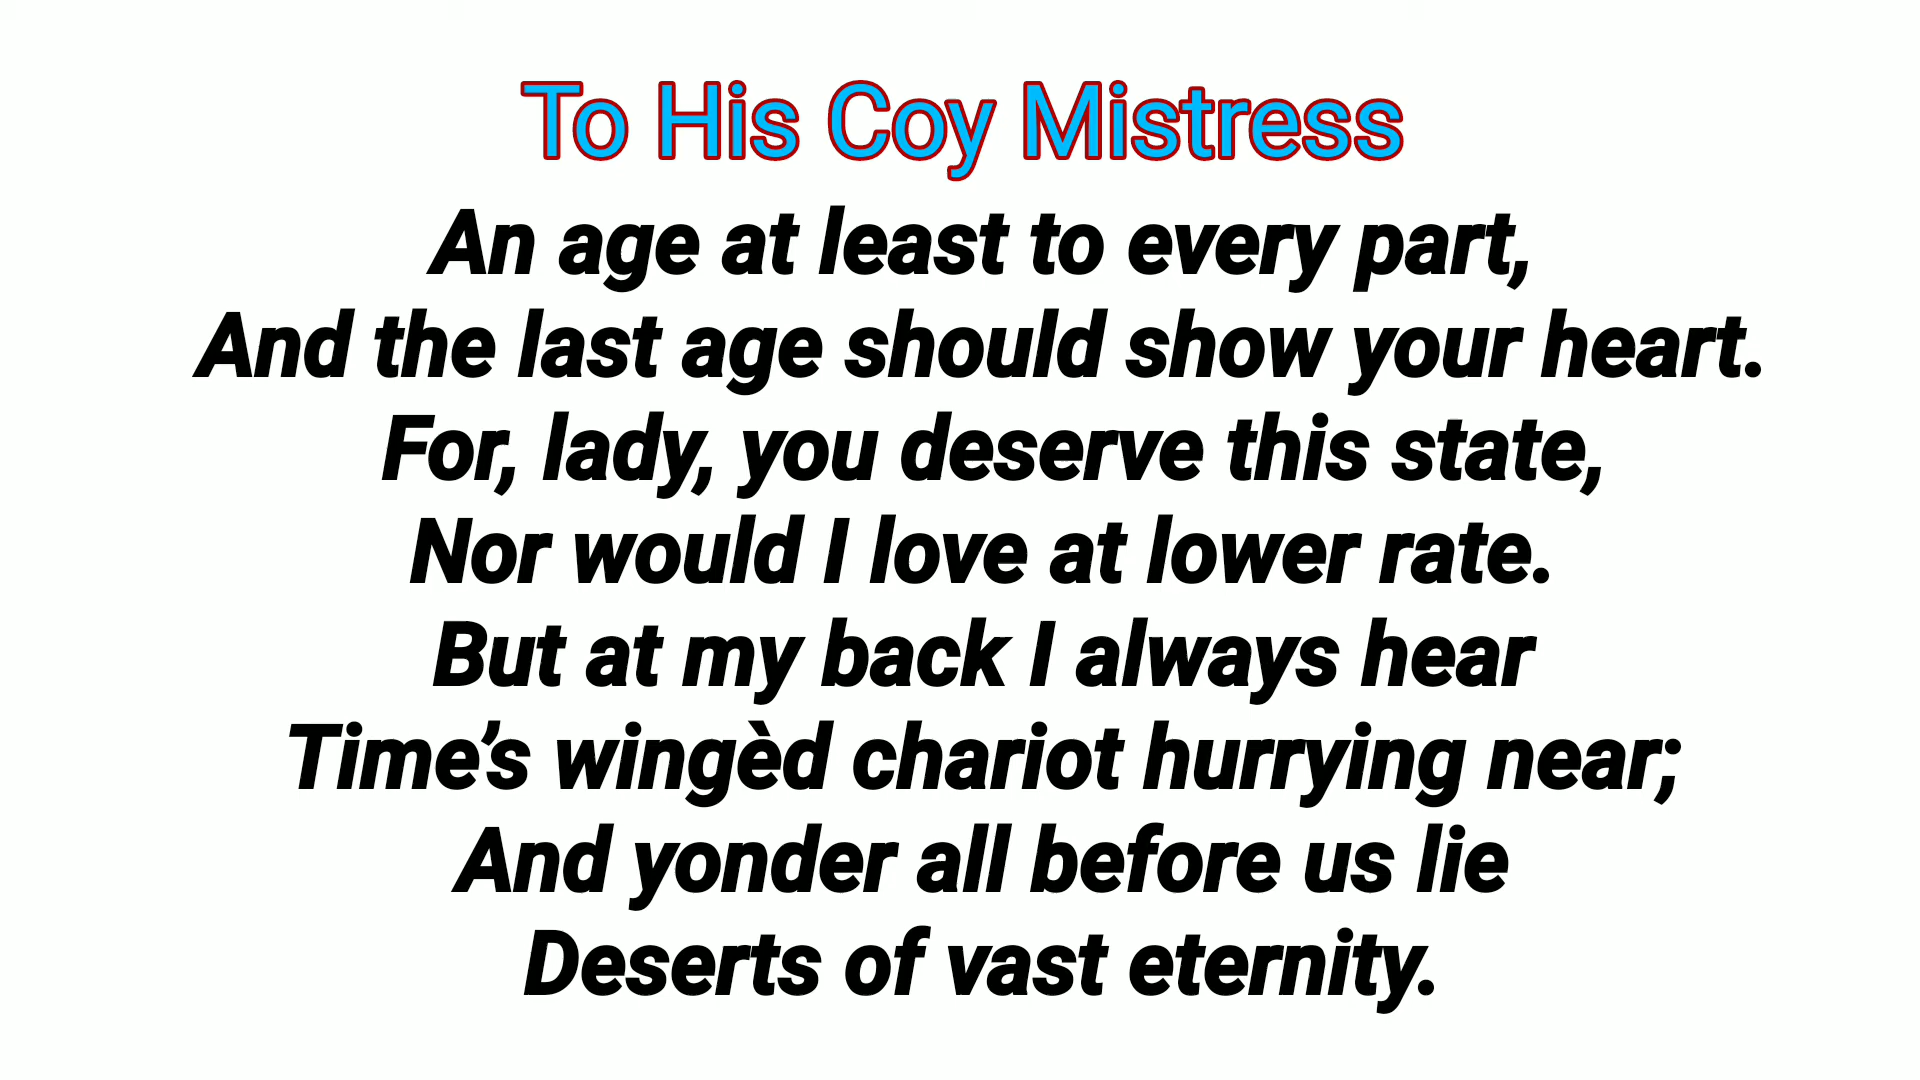 To His Coy Mistress
An age at least to every part,
And the last age should show your heart.
For, lady, you deserve this state,
Nor would I love at lower rate.
But at my back I always hear
Time’s wingèd chariot hurrying near;
And yonder all before us lie
Deserts of vast eternity.